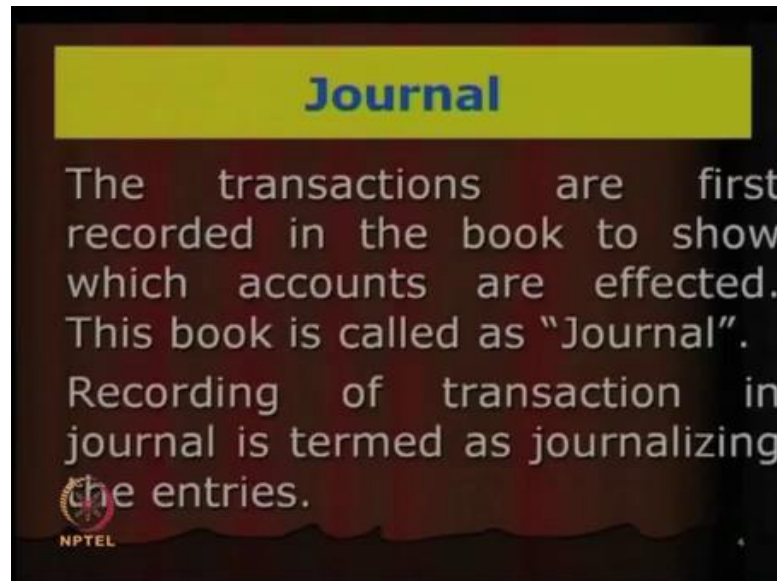 Journal
The transactions are first
recorded in the book to show
which accounts are effected.
This book is called as “Journal”.
Recording of transaction in
journal is termed as journalizing
the entries.
NPTEL
4